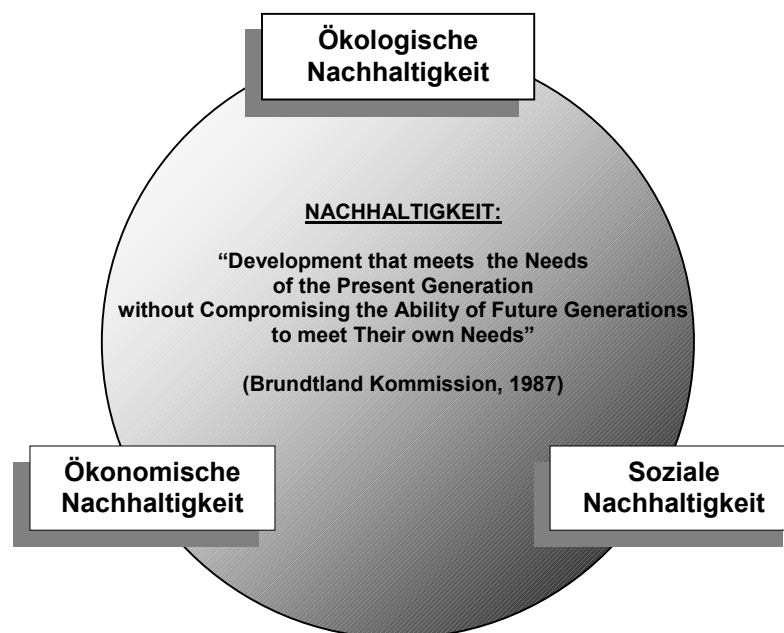 Ökologische
Nachhaltigkeit
NACHHALTIGKEIT:
“Development that meets the Needs
of the Present Generation
without Compromising the Ability of Future Generations
to meet Their own Needs”
(Brundtland Kommission, 1987)
Ökonomische
Nachhaltigkeit
Soziale
Nachhaltigkeit